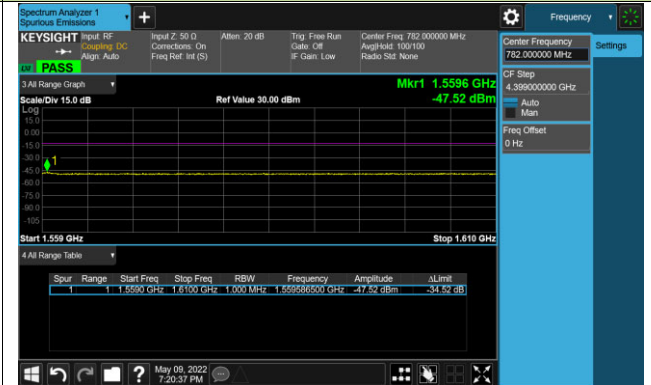 Spectrum Analyzer 1
Spurious Emissions
Frequency
KEYSIGHT Input: RF Input Z: 50 Ω Atten: 20 dB Trig: Free Run Center Freq: 782.000000 MHz
Coupling: DC Corrections: On Gate: Off Avg|Hold: 100/100
Align: Auto Freq Ref: Int (S) IF Gain: Low Radio Std: None
PASS
Center Frequency
782.000000 MHz
Settings
CF Step
4.399000000 GHz
Auto
Man
Freq Offset
0 Hz
3 All Range Graph
Mkr1 1.5596 GHz
Scale/Div 15.0 dB Ref Value 30.00 dBm -47.52 dBm
Log
15.0
0.00
-15.0
-30.0
1
-45.0
-60.0
-75.0
-90.0
-105
Start 1.559 GHz Stop 1.610 GHz
4 All Range Table
Spur Range Start Freq Stop Freq RBW Frequency Amplitude ΔLimit
1 1 1.5590 GHz 1.6100 GHz 1.000 MHz 1.559586500 GHz -47.52 dBm -34.52 dB
May 09, 2022
7:20:37 PM